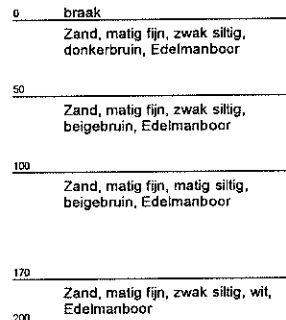 0 braak
Zand, matig fijn, zwak siltig,
donkerbruin, Edelmanboor
50
Zand, matig fijn, zwak siltig,
beigebruin, Edelmanboor
100
Zand, matig fijn, matig siltig,
beigebruin, Edelmanboor
170
Zand, matig fijn, zwak siltig, wit,
Edelmanboor
200